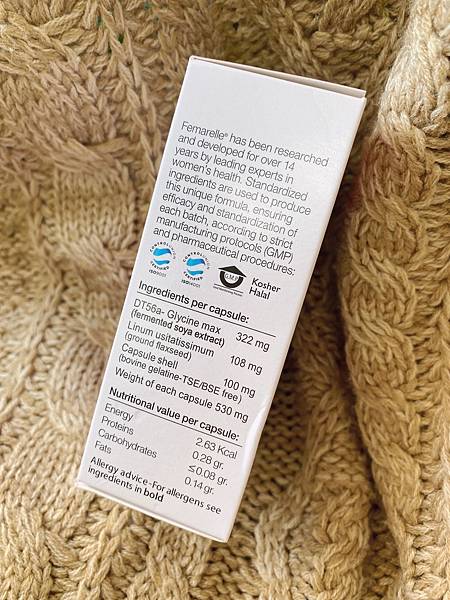 Femarelle® has been researched
and developed for over 14
years by leading experts in
women's health. Standardized
ingredients are used to produce
this unique formula, ensuring
efficacy and standardization of
each batch, according to strict
manufacturing protocols (GMP)
and pharmaceutical procedures:
CERTIFIED
ISO9001
CERTIFIED
ISO14001
G.M.P
Kosher
Halal
Ingredients per capsule:
DT56a- Glycine max 322 mg
(fermented soya extract)
Linum usitatissimum 108 mg
(ground flaxseed)
Capsule shell 100 mg
(bovine gelatine-TSE/BSE free)
Weight of each capsule 530 mg
Nutritional value per capsule:
Energy 2.63 Kcal
Proteins 0.28 gr.
Carbohydrates ≤0.08 gr.
Fats 0.14 gr.
Allergy advice-For allergens see
ingredients in bold